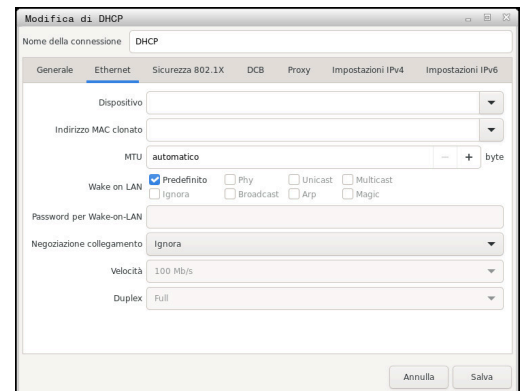 Modifica di DHCP
Nome della connessione DHCP
Generale Ethernet Sicurezza 802.1X DCB Proxy Impostazioni IPv4 Impostazioni IPv6
Dispositivo
Indirizzo MAC clonato
MTU automatico − + byte
Wake on LAN Predefinito Phy Unicast Multicast
Ignora Broadcast Arp Magic
Password per Wake-on-LAN
Negoziazione collegamento Ignora
Velocità 100 Mb/s
Duplex Full
Annulla Salva